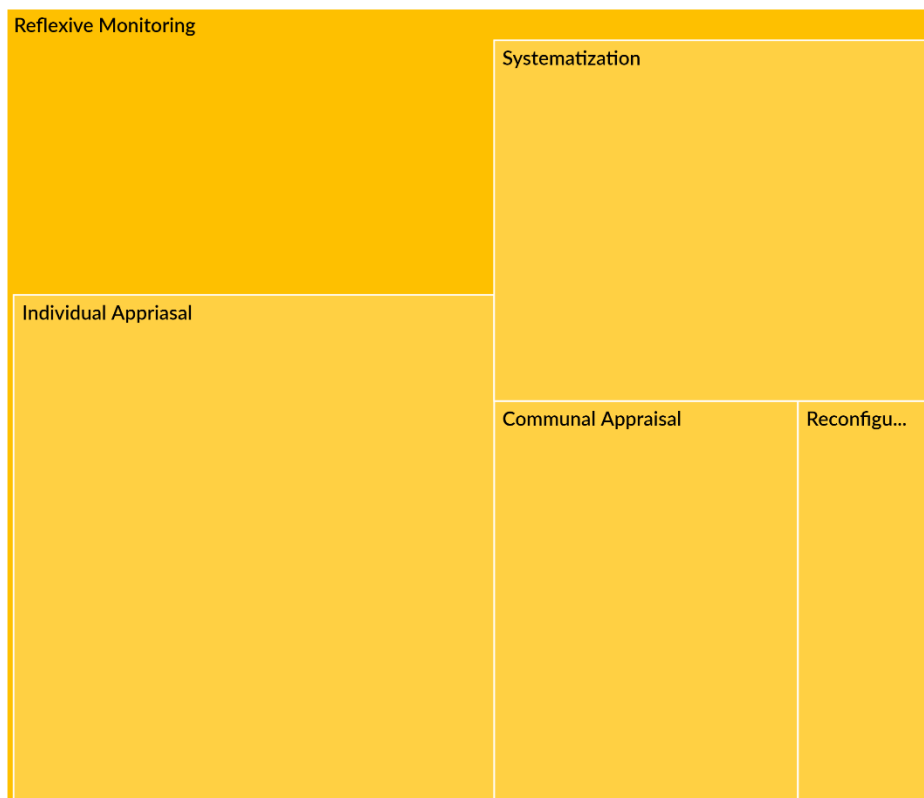 Reflexive Monitoring
Systematization
Individual Appriasal
Communal Appraisal
Reconfigu...